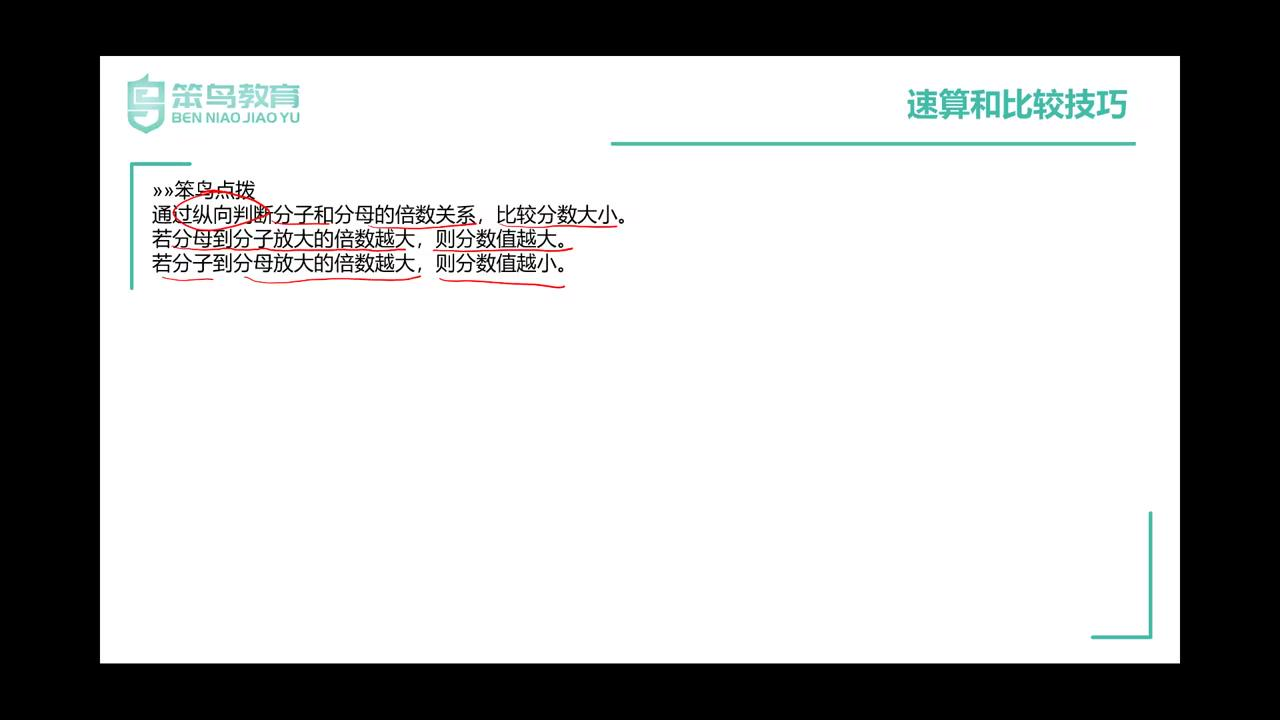 笨鸟教育
BEN NIAO JIAO YU
速算和比较技巧
»»笨鸟点拨
通过纵向判断分子和分母的倍数关系，比较分数大小。
若分母到分子放大的倍数越大，则分数值越大。
若分子到分母放大的倍数越大，则分数值越小。